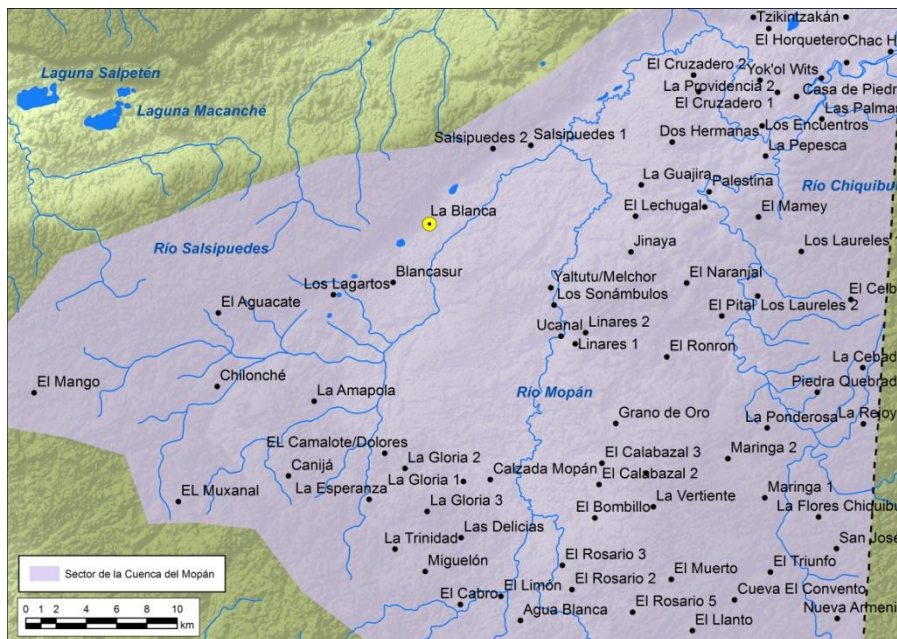 Tzikintzakán
El Horquetero
Chac H
Laguna Salpetén
El Cruzadero 2
Yok'ol Wits
La Providencia 2
Casa de Piedr
El Cruzadero 1
Laguna Macanché
Las Palmas
Los Encuentros
Salsipuedes 2
Salsipuedes 1
Dos Hermanas
La Pepesca
La Guajira
Palestina
Río Chiquibul
La Blanca
El Lechugal
El Mamey
Río Salsipuedes
Jinaya
Los Laureles 1
Blancasur
Los Lagartos
Yaltutu/Melchor
El Naranjal
Los Sonámbulos
El Aguacate
El Pital
Los Laureles 2
El Ceib
Ucanal
Linares 2
Linares 1
El Ronron
La Cebad
El Mango
Chilonché
La Amapola
Río Mopán
Piedra Quebrad
Grano de Oro
La Ponderosa
La Rejoy
EL Camalote/Dolores
La Gloria 2
El Calabazal 3
Maringa 2
Canijá
Calzada Mopán
El Calabazal 2
La Gloria 1
EL Muxanal
La Esperanza
La Gloria 3
La Vertiente
Maringa 1
El Bombillo
La Flores Chiquibu
Las Delicias
La Trinidad
San José
Miguelón
El Rosario 3
El Triunfo
El Rosario 2
El Muerto
El Cabro
El Limón
Cueva El Convento
Agua Blanca
El Rosario 5
Nueva Armeni
El Llanto
Sector de la Cuenca del Mopán
0 1 2 4 6 8 10
km